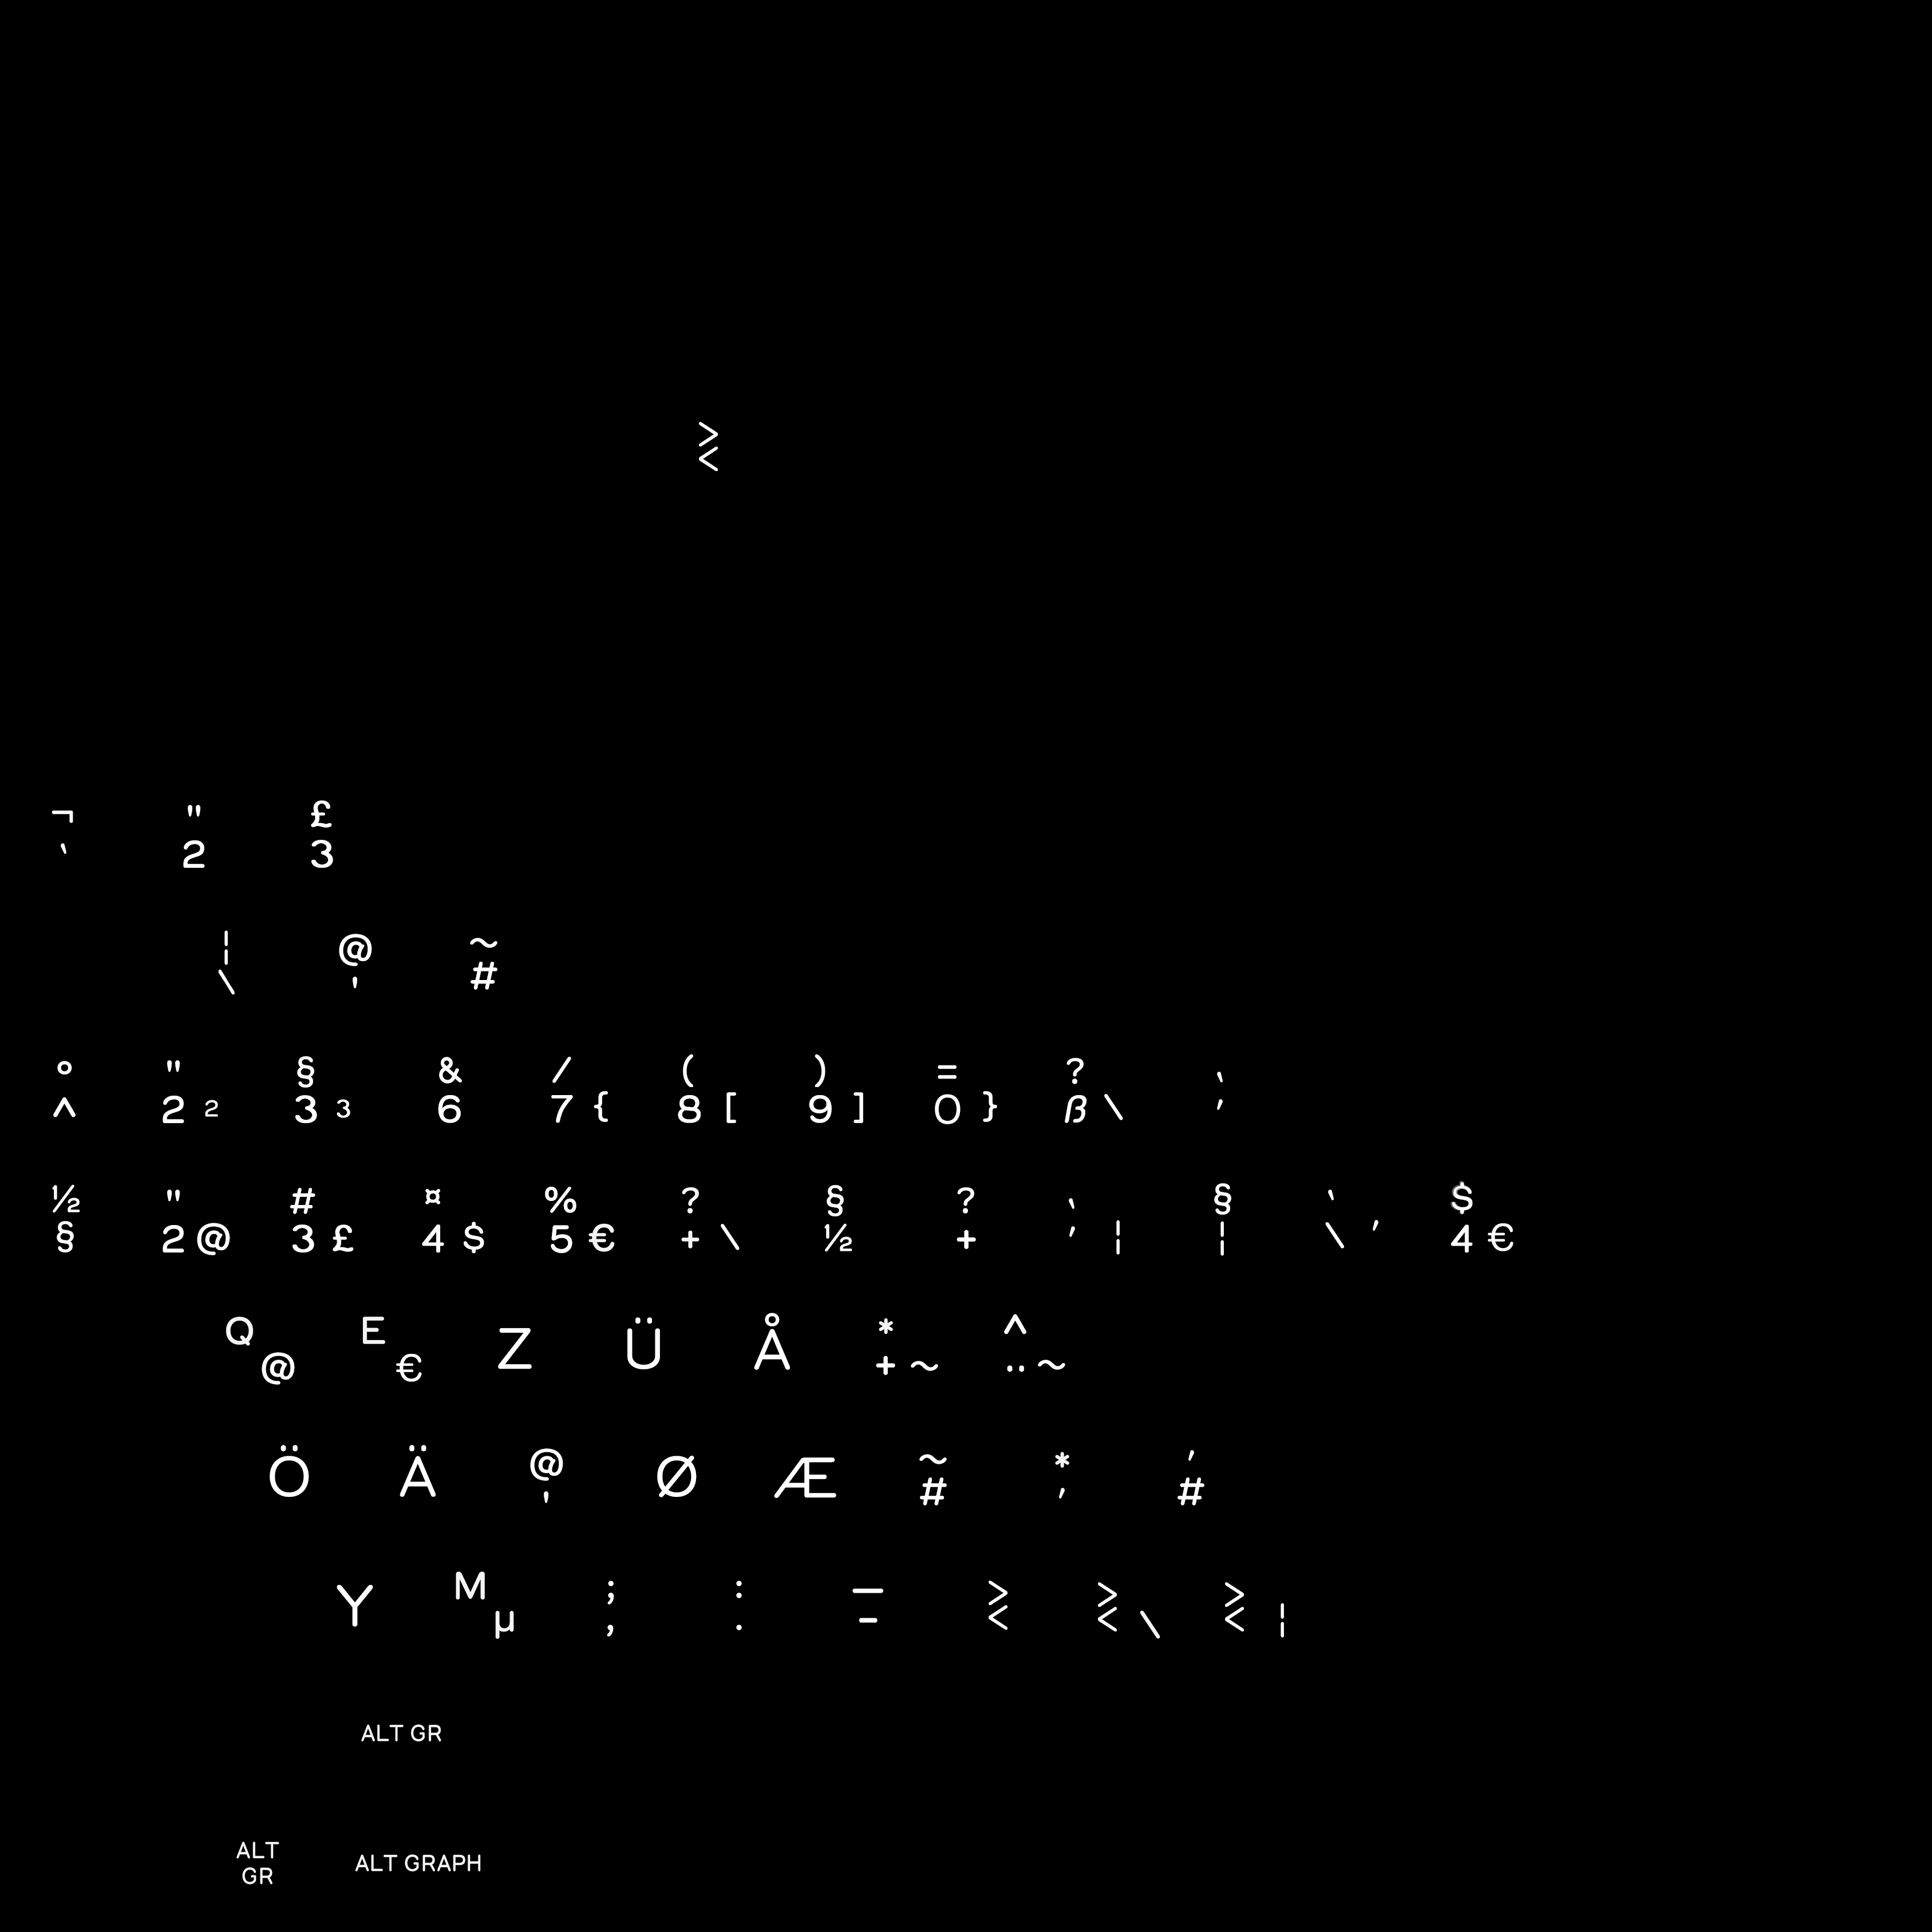 >
<
¬ " £
` 2 3
¦ @ ~
\ ' #
° " § & / ( ) = ? `
^ 2 ² 3 ³ 6 7 { 8 [ 9 ] 0 } ß \ ´
½ " # ¤ % ? § ? ` § ` $
§ 2 @ 3 £ 4 $ 5 € + \ ½ + ´ ¦ ¦ \ ´ 4 €
Q E Z Ü Å * ^
@ € + ~ ¨ ~
Ö Ä @ Ø Æ ~ * ´
' # ´ #
Y M ; : — > > >
µ , . - < < \ < ¦
ALT GR
ALT
GR ALT GRAPH